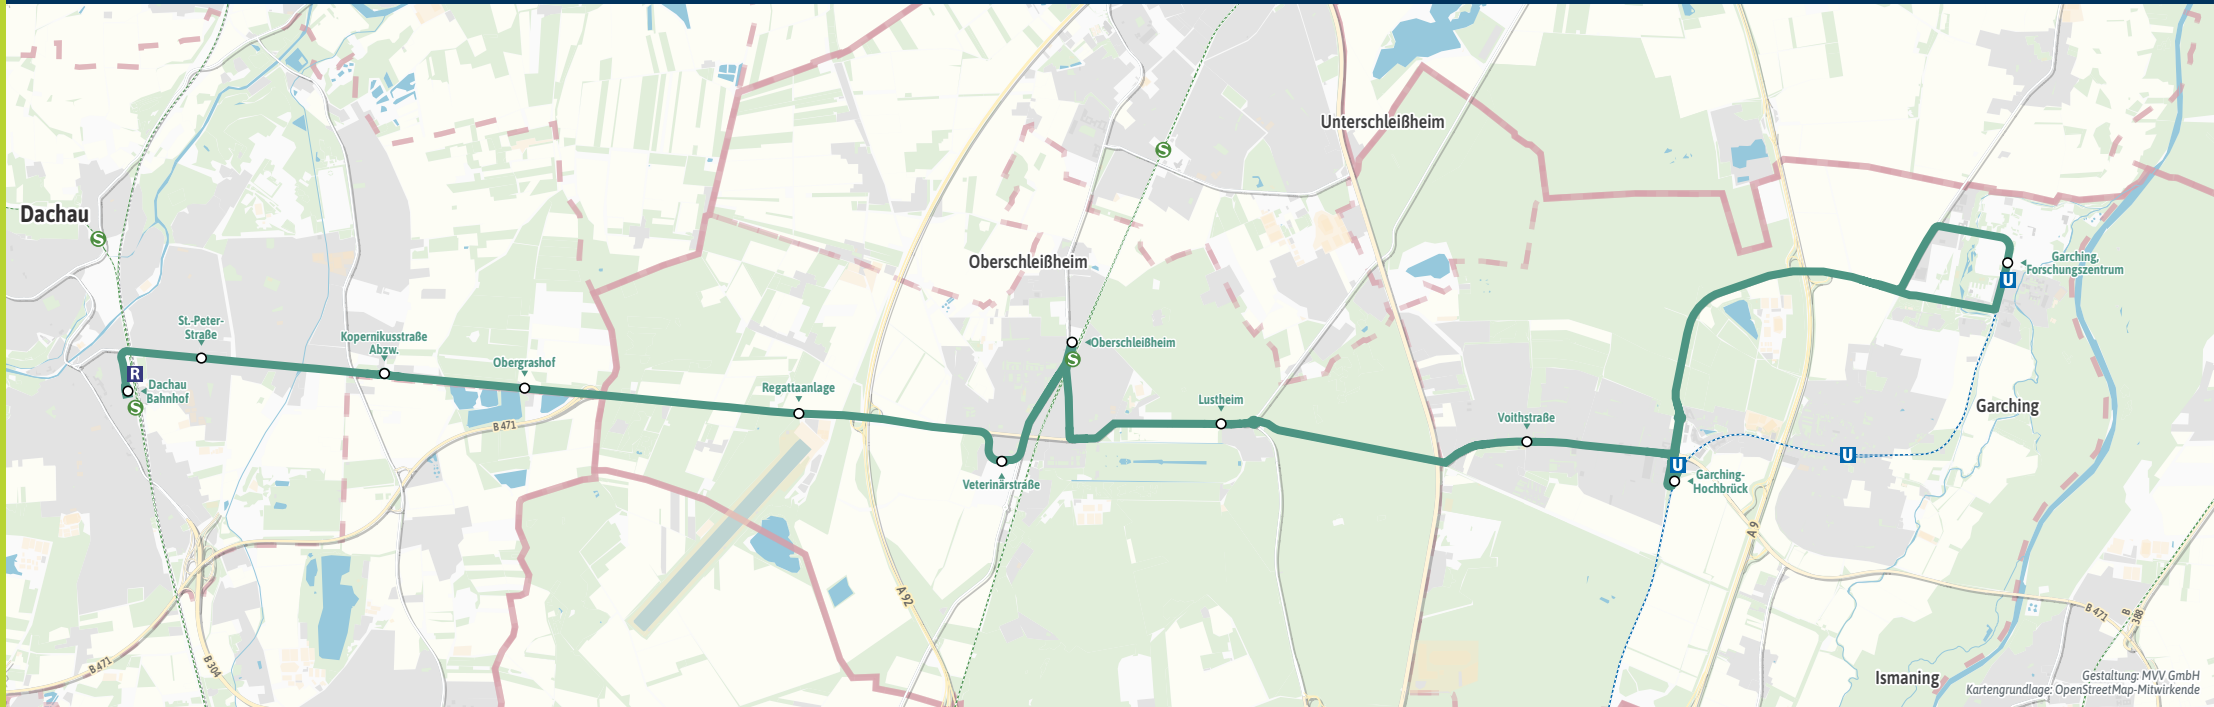 Unterschleißheim
S
Dachau
S
Oberschleißheim
Garching,
Forschungszentrum
U
St.-Peter-
Straße
Kopernikusstraße
Abzw.
Oberschleißheim
S
Obergrashof
R
Dachau
Bahnhof
S
Regattaanlage
Lustheim
Voithstraße
Garching
B 471
U
U
Garching-
Hochbrück
Veterinärstraße
A 9
A 92
B 471
B
388
B 471
B 304
Ismaning
Gestaltung: MVV GmbH
Kartengrundlage: OpenStreetMap-Mitwirkende